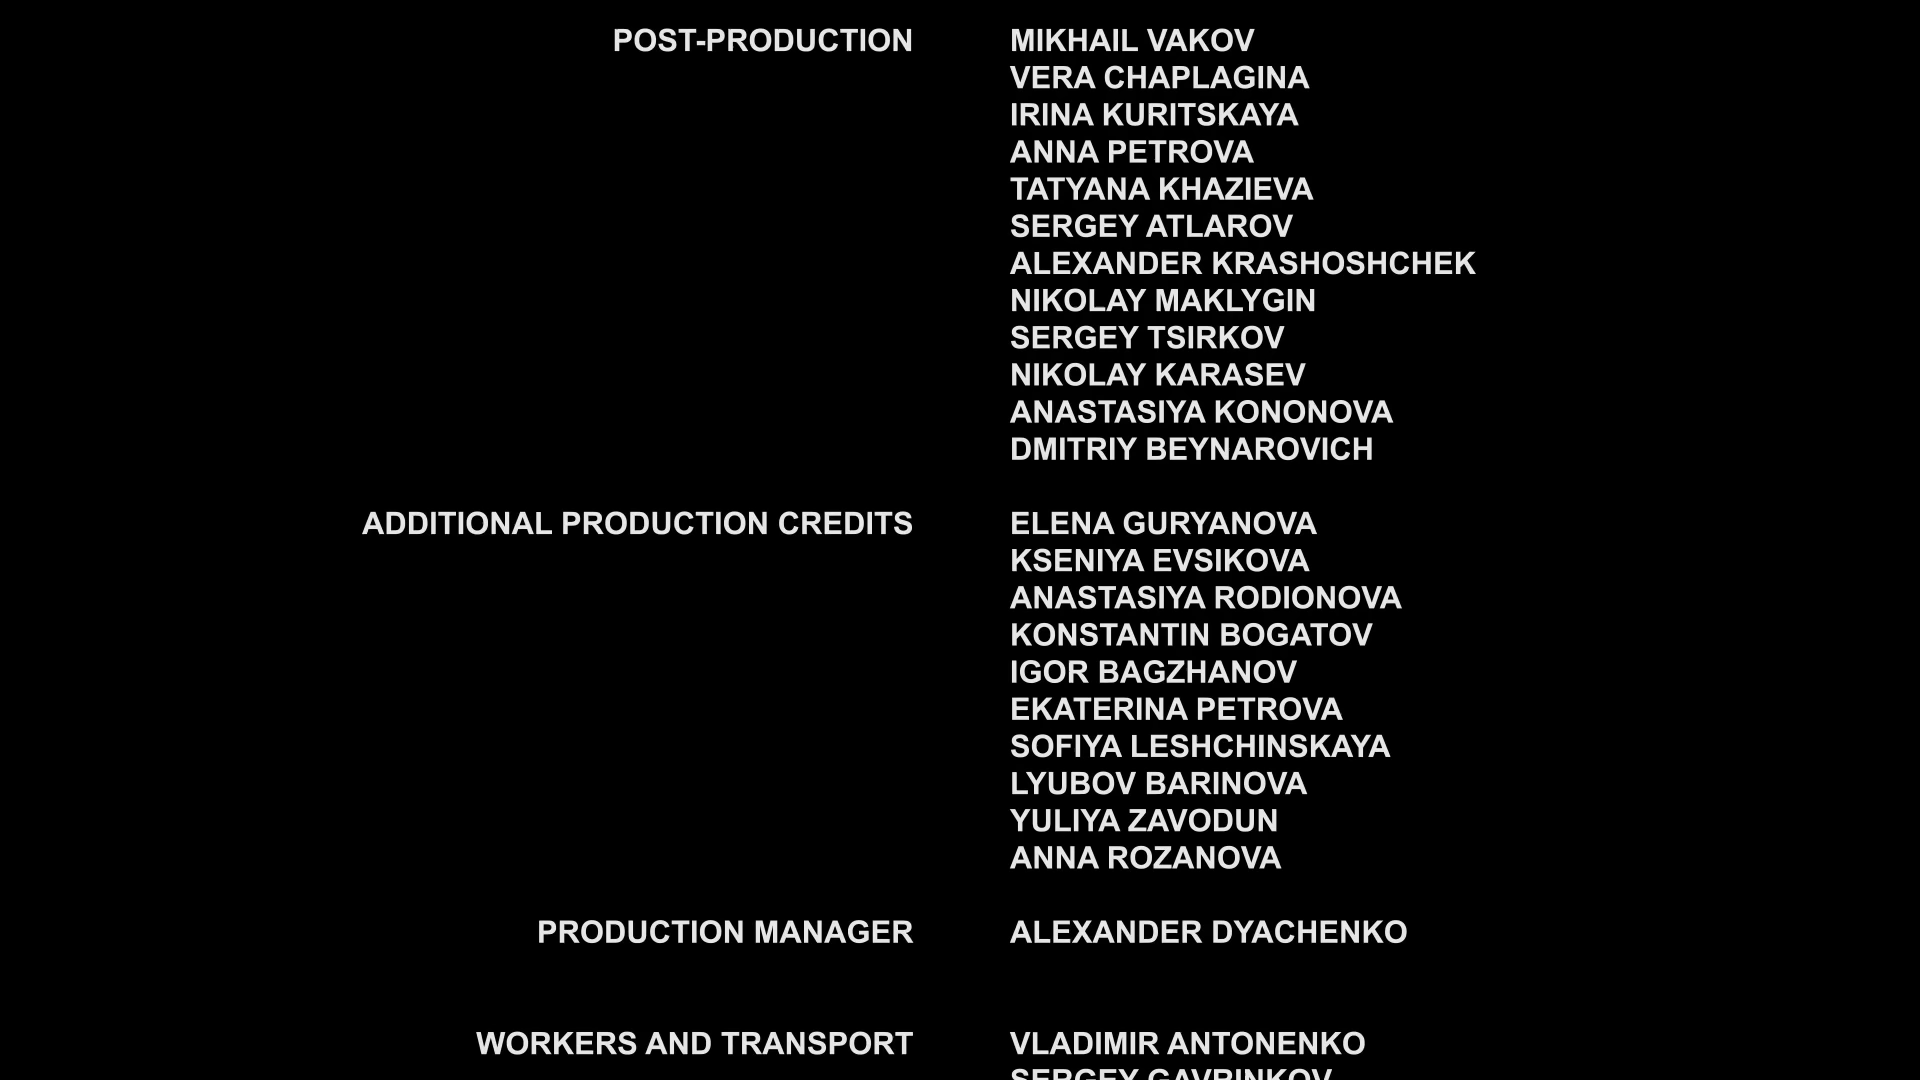 POST-PRODUCTION MIKHAIL VAKOV
VERA CHAPLAGINA
IRINA KURITSKAYA
ANNA PETROVA
TATYANA KHAZIEVA
SERGEY ATLAROV
ALEXANDER KRASHOSHCHEK
NIKOLAY MAKLYGIN
SERGEY TSIRKOV
NIKOLAY KARASEV
ANASTASIYA KONONOVA
DMITRIY BEYNAROVICH
ADDITIONAL PRODUCTION CREDITS ELENA GURYANOVA
KSENIYA EVSIKOVA
ANASTASIYA RODIONOVA
KONSTANTIN BOGATOV
IGOR BAGZHANOV
EKATERINA PETROVA
SOFIYA LESHCHINSKAYA
LYUBOV BARINOVA
YULIYA ZAVODUN
ANNA ROZANOVA
PRODUCTION MANAGER ALEXANDER DYACHENKO
WORKERS AND TRANSPORT VLADIMIR ANTONENKO
SERGEY GAVRINKOV